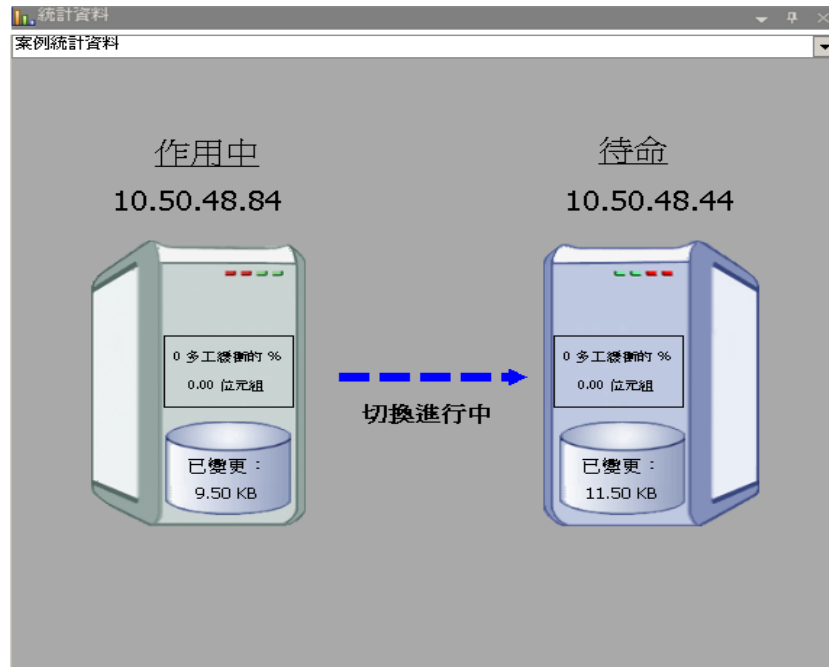 統計資料
案例統計資料
作用中
10.50.48.84
待命
10.50.48.44
0 多工緩衝的 %
0.00 位元組
已變更：
9.50 KB
切換進行中
0 多工緩衝的 %
0.00 位元組
已變更：
11.50 KB